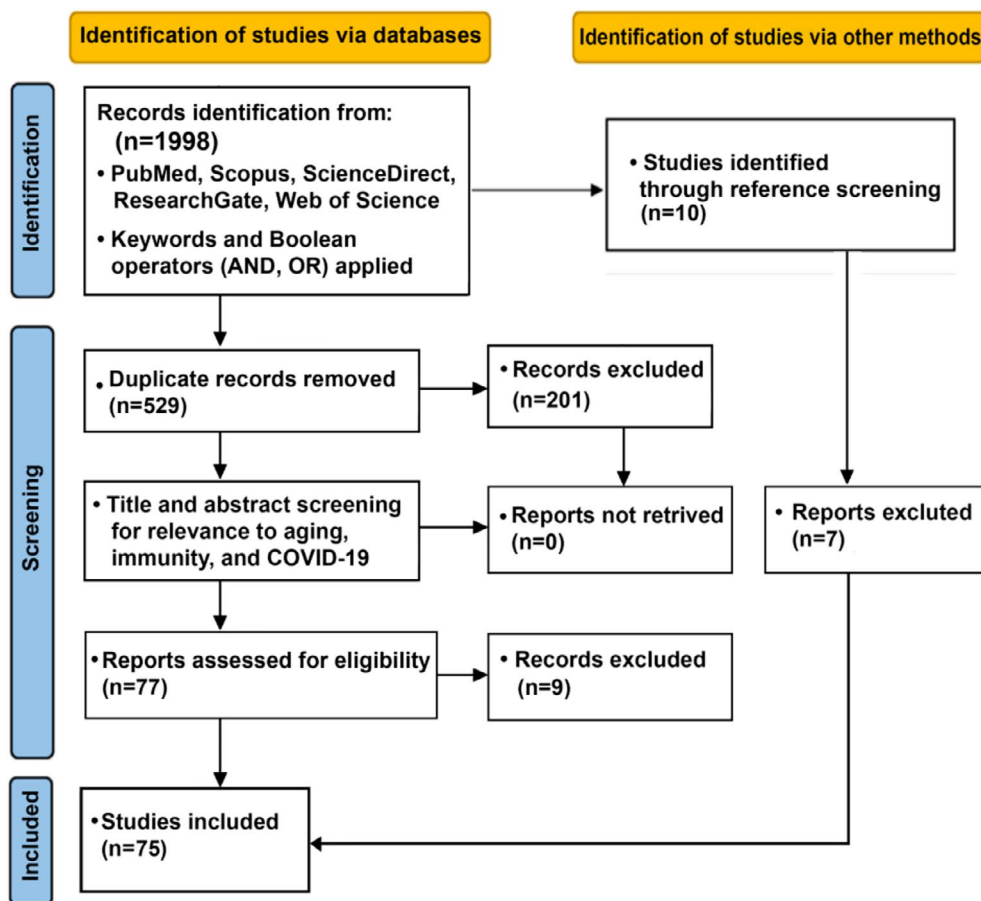 Identification of studies via databases
Identification of studies via other methods
Identification
Records identification from:
(n=1998)
• PubMed, Scopus, ScienceDirect,
ResearchGate, Web of Science
• Keywords and Boolean
operators (AND, OR) applied
• Studies identified
through reference screening
(n=10)
Screening
• Duplicate records removed
(n=529)
• Records excluded
(n=201)
• Title and abstract screening
for relevance to aging,
immunity, and COVID-19
• Reports not retrived
(n=0)
Reports excluted
(n=7)
• Reports assessed for eligibility
(n=77)
• Records excluded
(n=9)
Included
• Studies included
(n=75)